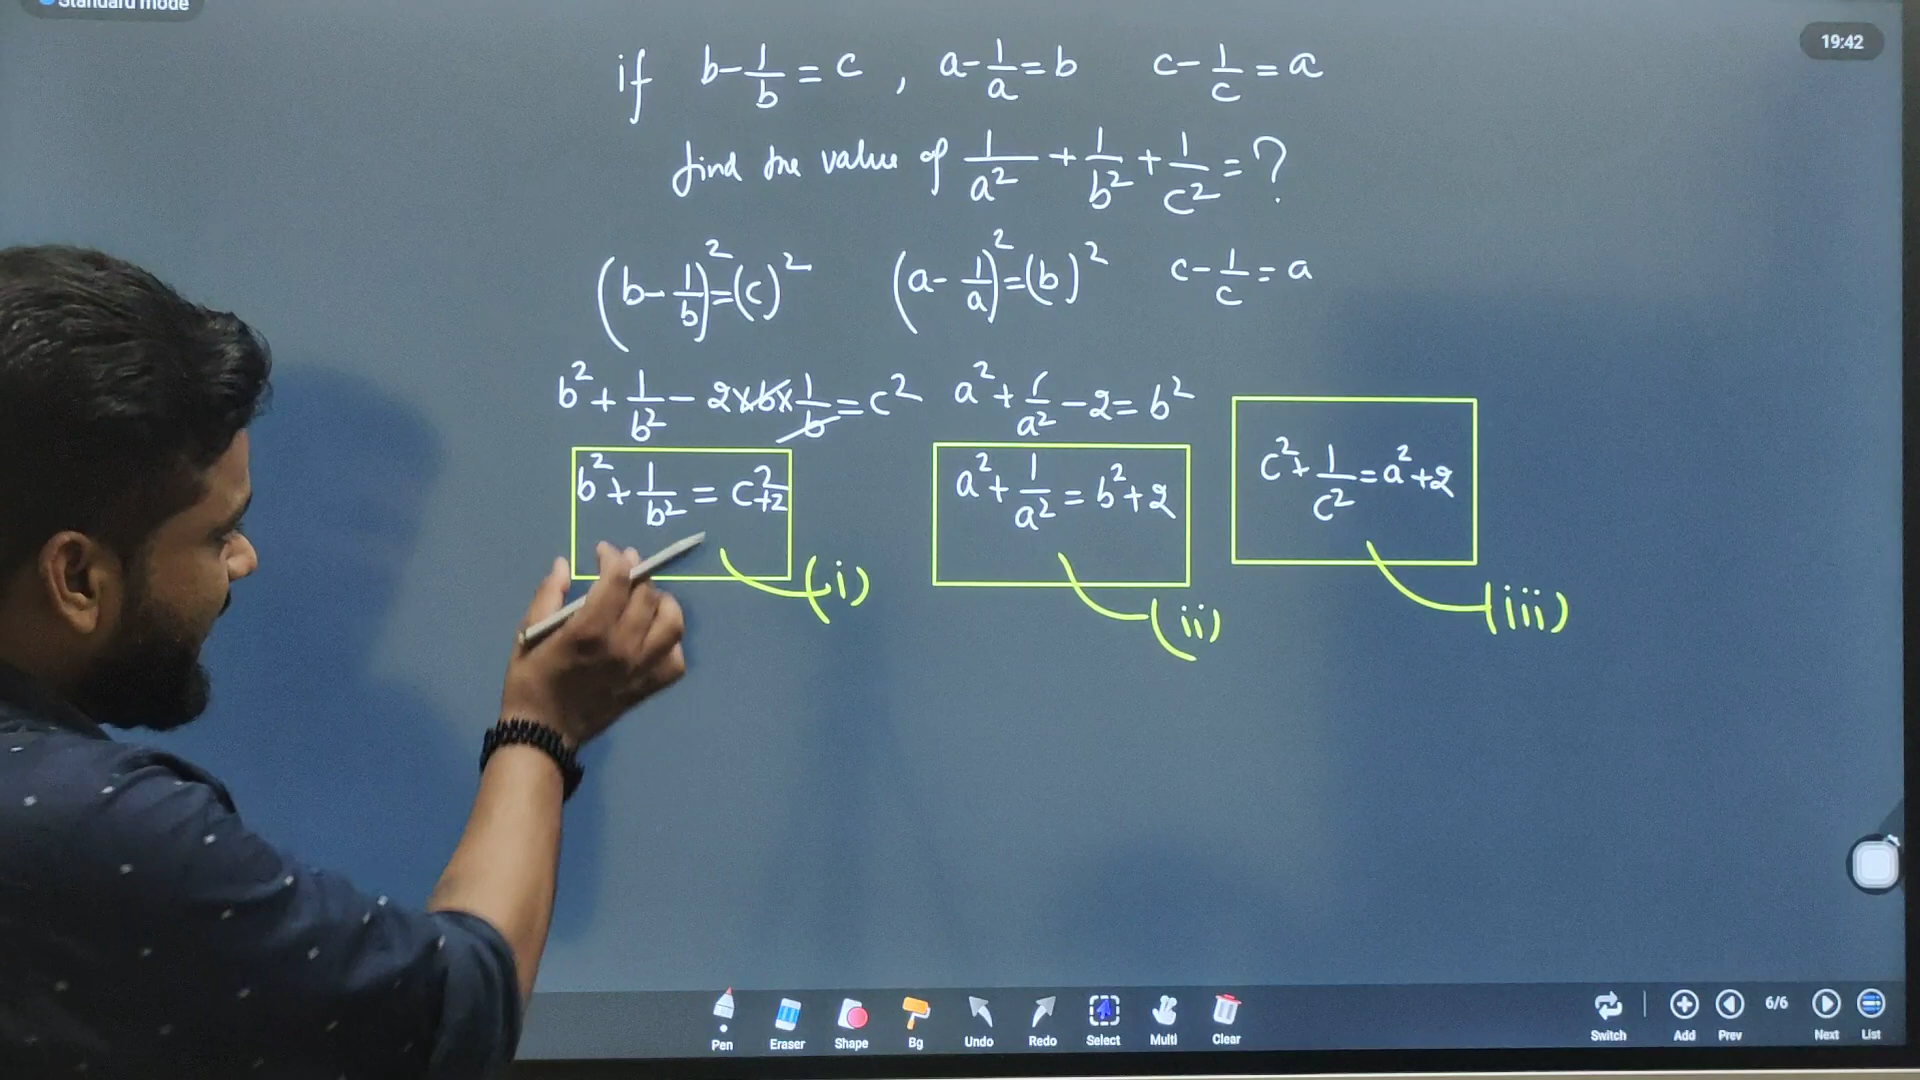 Standard mode
19:42
if b-1/b=c , a-1/a=b c-1/c=a
find the value of 1/a²+1/b²+1/c²=?
(b-1/b)²=(c)² (a-1/a)²=(b)² c-1/c=a
b²+1/b²-2×b×1/b=c² a²+1/a²-2=b²
b²+1/b²=c²+2 a²+1/a²=b²+2 c²+1/c²=a²+2
(i) (ii) (iii)
Pen Eraser Shape Bg Undo Redo Select Multi Clear Switch Add Prev 6/6 Next List